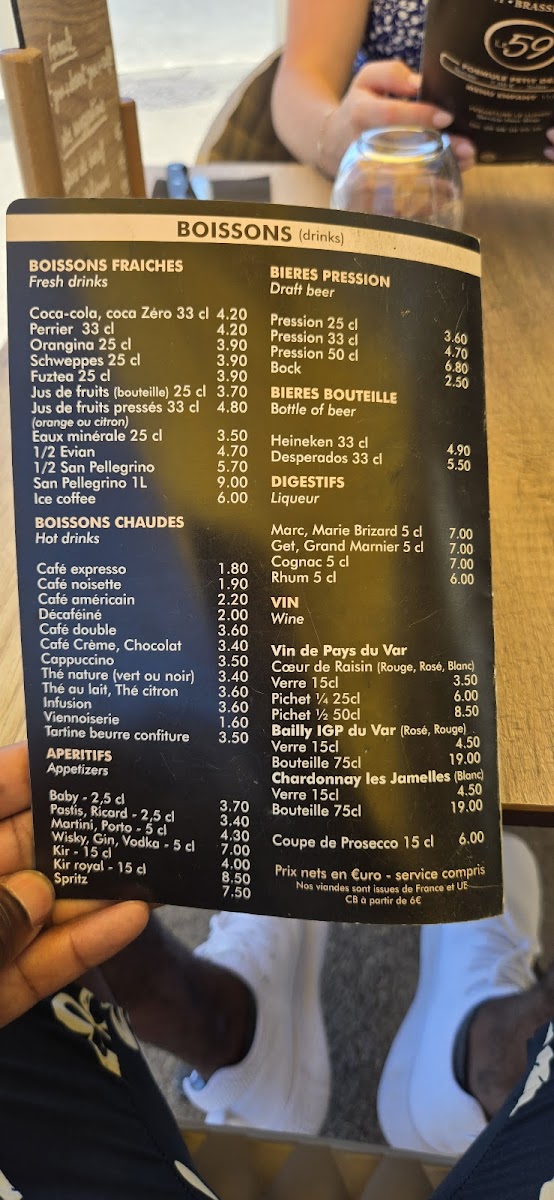 BRASSE
Le 59
FORMULE PETIT DE
MENU ENFANT
BOISSONS (drinks)
BOISSONS FRAICHES
Fresh drinks
Coca-cola, coca Zéro 33 cl 4.20
Perrier 33 cl 4.20
Orangina 25 cl 3.90
Schweppes 25 cl 3.90
Fuztea 25 cl 3.90
Jus de fruits (bouteille) 25 cl 3.70
Jus de fruits pressés 33 cl 4.80
(orange ou citron)
Eaux minérale 25 cl 3.50
1/2 Evian 4.70
1/2 San Pellegrino 5.70
San Pellegrino 1L 9.00
Ice coffee 6.00
BOISSONS CHAUDES
Hot drinks
Café expresso 1.80
Café noisette 1.90
Café américain 2.20
Décaféiné 2.00
Café double 3.60
Café Crème, Chocolat 3.40
Cappuccino 3.50
Thé nature (vert ou noir) 3.40
Thé au lait, Thé citron 3.60
Infusion 3.60
Viennoiserie 1.60
Tartine beurre confiture 3.50
APERITIFS
Appetizers
Baby - 2,5 cl 3.70
Pastis, Ricard - 2,5 cl 3.40
Martini, Porto - 5 cl 4.30
Wisky, Gin, Vodka - 5 cl 7.00
Kir - 15 cl 4.00
Kir royal - 15 cl 8.50
Spritz 7.50
BIERES PRESSION
Draft beer
Pression 25 cl 3.60
Pression 33 cl 4.70
Pression 50 cl 6.80
Bock 2.50
BIERES BOUTEILLE
Bottle of beer
Heineken 33 cl 4.90
Desperados 33 cl 5.50
DIGESTIFS
Liqueur
Marc, Marie Brizard 5 cl 7.00
Get, Grand Marnier 5 cl 7.00
Cognac 5 cl 7.00
Rhum 5 cl 6.00
VIN
Wine
Vin de Pays du Var
Cœur de Raisin (Rouge, Rosé, Blanc)
Verre 15cl 3.50
Pichet ¼ 25cl 6.00
Pichet ½ 50cl 8.50
Bailly IGP du Var (Rosé, Rouge)
Verre 15cl 4.50
Bouteille 75cl 19.00
Chardonnay les Jamelles (Blanc)
Verre 15cl 4.50
Bouteille 75cl 19.00
Coupe de Prosecco 15 cl 6.00
Prix nets en €uro - service compris
Nos viandes sont issues de France et UE
CB à partir de 6€